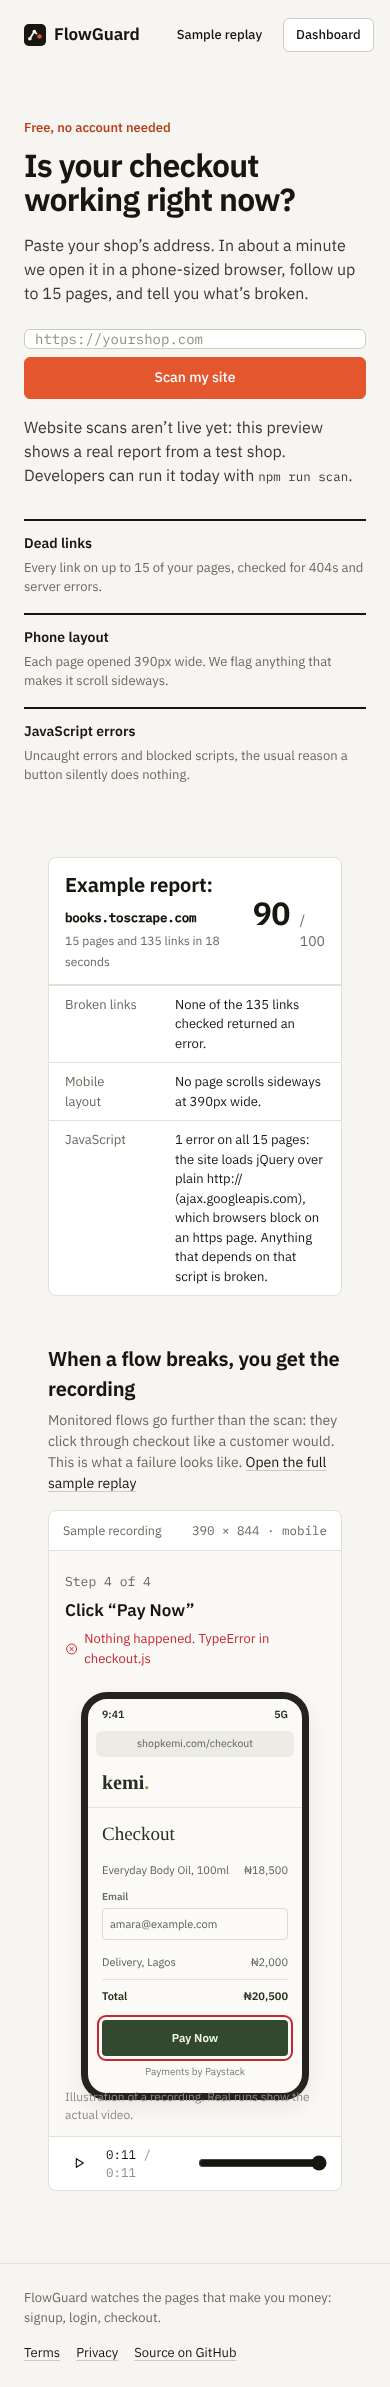 FlowGuard
Sample replay
Dashboard
Free, no account needed
Is your checkout
working right now?
Paste your shop’s address. In about a minute
we open it in a phone-sized browser, follow up
to 15 pages, and tell you what’s broken.
https://yourshop.com
Scan my site
Website scans aren’t live yet: this preview
shows a real report from a test shop.
Developers can run it today with npm run scan.
Dead links
Every link on up to 15 of your pages, checked for 404s and
server errors.
Phone layout
Each page opened 390px wide. We flag anything that
makes it scroll sideways.
JavaScript errors
Uncaught errors and blocked scripts, the usual reason a
button silently does nothing.
Example report:
books.toscrape.com
15 pages and 135 links in 18
seconds
90
/
100
Broken links
None of the 135 links
checked returned an
error.
Mobile
layout
No page scrolls sideways
at 390px wide.
JavaScript
1 error on all 15 pages:
the site loads jQuery over
plain http://
(ajax.googleapis.com),
which browsers block on
an https page. Anything
that depends on that
script is broken.
When a flow breaks, you get the
recording
Monitored flows go further than the scan: they
click through checkout like a customer would.
This is what a failure looks like. Open the full
sample replay
Sample recording
390 × 844 · mobile
Step 4 of 4
Click “Pay Now”
Nothing happened. TypeError in
checkout.js
9:41
5G
shopkemi.com/checkout
kemi.
Checkout
Everyday Body Oil, 100ml
₦18,500
Email
amara@example.com
Delivery, Lagos
₦2,000
Total
₦20,500
Pay Now
Payments by Paystack
Illustration of a recording. Real runs show the
actual video.
0:11 /
0:11
FlowGuard watches the pages that make you money:
signup, login, checkout.
Terms
Privacy
Source on GitHub